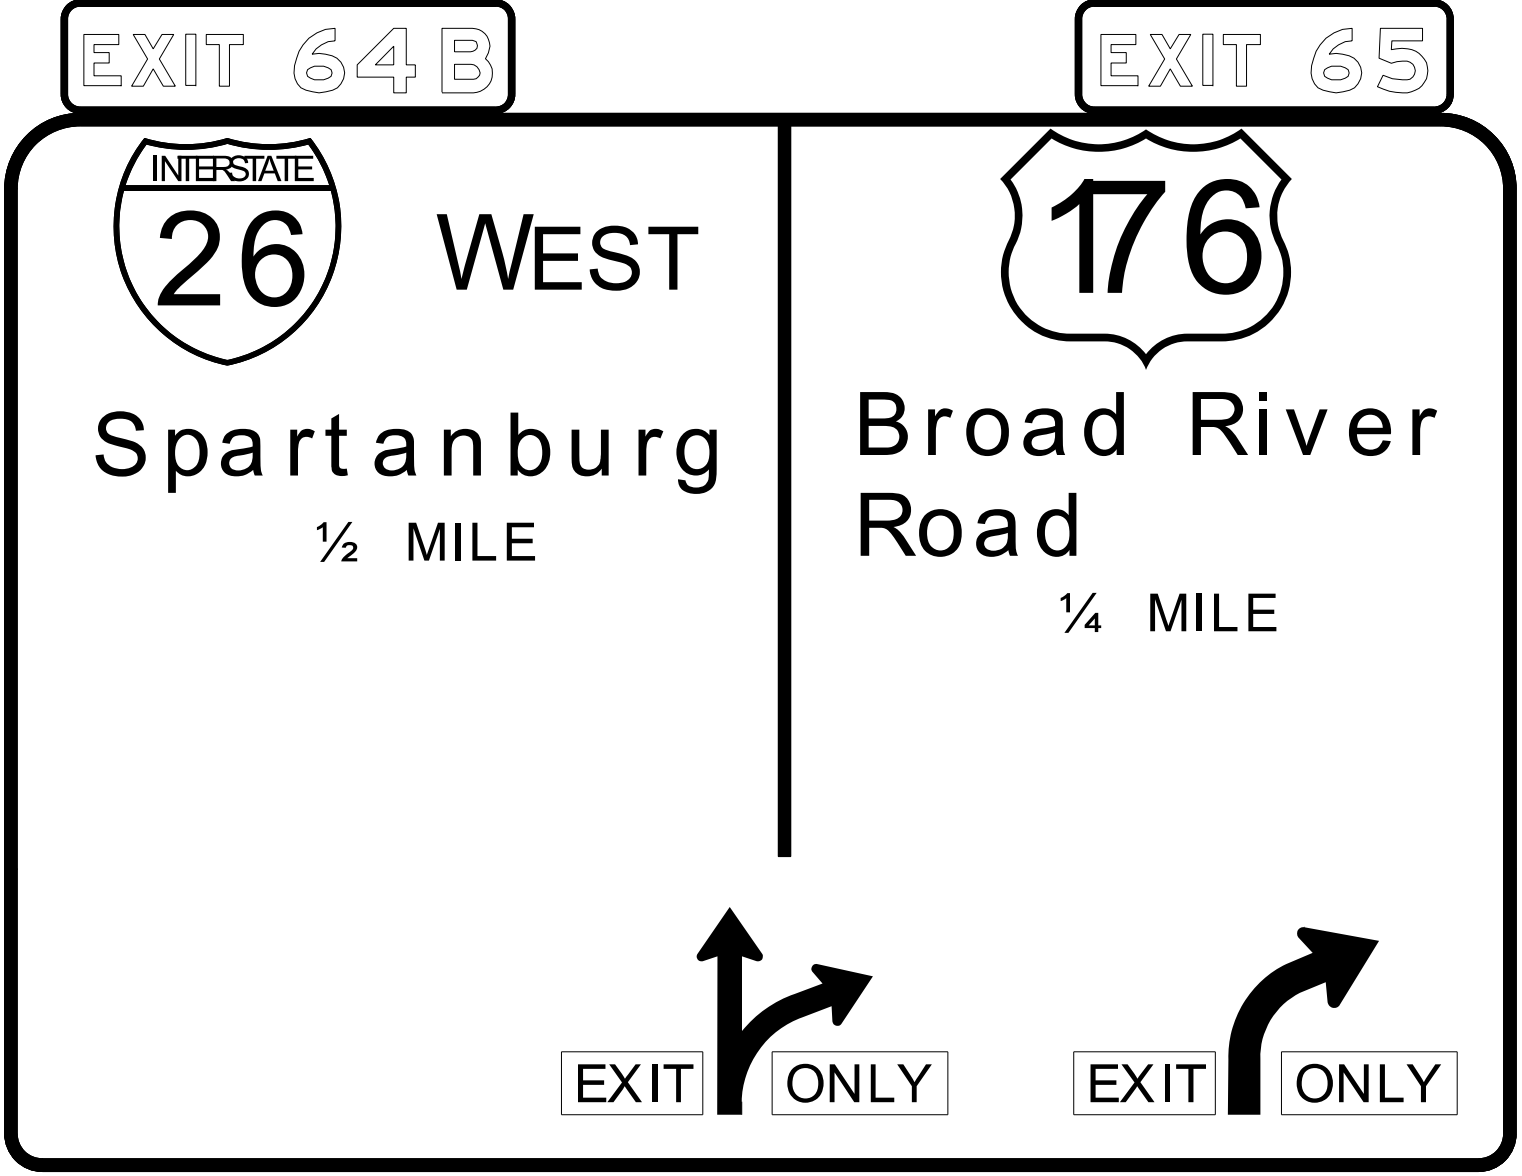 EXIT 64B
EXIT 65
INTERSTATE
26
WEST
Spartanburg
½ MILE
176
Broad River
Road
¼ MILE
EXIT ONLY
EXIT ONLY